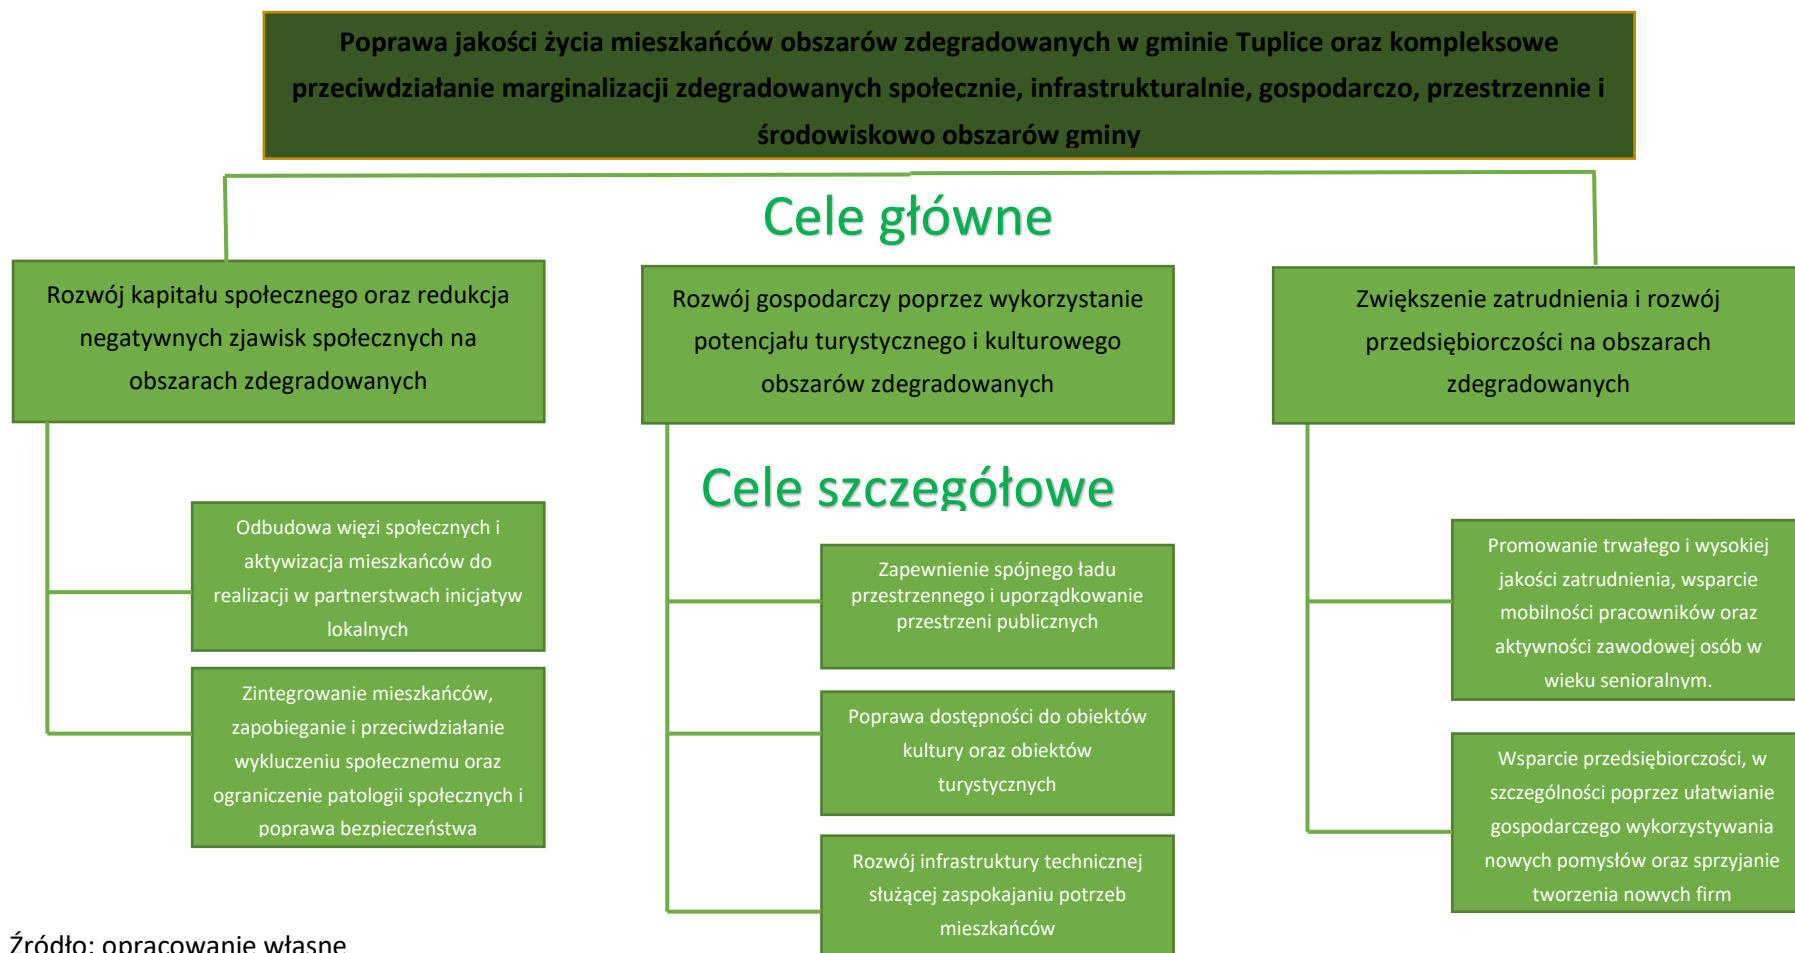 Poprawa jakości życia mieszkańców obszarów zdegradowanych w gminie Tuplice oraz kompleksowe
przeciwdziałanie marginalizacji zdegradowanych społecznie, infrastrukturalnie, gospodarczo, przestrzennie i
środowiskowo obszarów gminy
Cele główne
Rozwój kapitału społecznego oraz redukcja
negatywnych zjawisk społecznych na
obszarach zdegradowanych
Rozwój gospodarczy poprzez wykorzystanie
potencjału turystycznego i kulturowego
obszarów zdegradowanych
Zwiększenie zatrudnienia i rozwój
przedsiębiorczości na obszarach
zdegradowanych
Cele szczegółowe
Odbudowa więzi społecznych i
aktywizacja mieszkańców do
realizacji w partnerstwach inicjatyw
lokalnych
Zintegrowanie mieszkańców,
zapobieganie i przeciwdziałanie
wykluczeniu społecznemu oraz
ograniczenie patologii społecznych i
poprawa bezpieczeństwa
Zapewnienie spójnego ładu
przestrzennego i uporządkowanie
przestrzeni publicznych
Poprawa dostępności do obiektów
kultury oraz obiektów
turystycznych
Rozwój infrastruktury technicznej
służącej zaspokajaniu potrzeb
mieszkańców
Promowanie trwałego i wysokiej
jakości zatrudnienia, wsparcie
mobilności pracowników oraz
aktywności zawodowej osób w
wieku senioralnym.
Wsparcie przedsiębiorczości, w
szczególności poprzez ułatwianie
gospodarczego wykorzystywania
nowych pomysłów oraz sprzyjanie
tworzenia nowych firm
Źródło: opracowanie własne